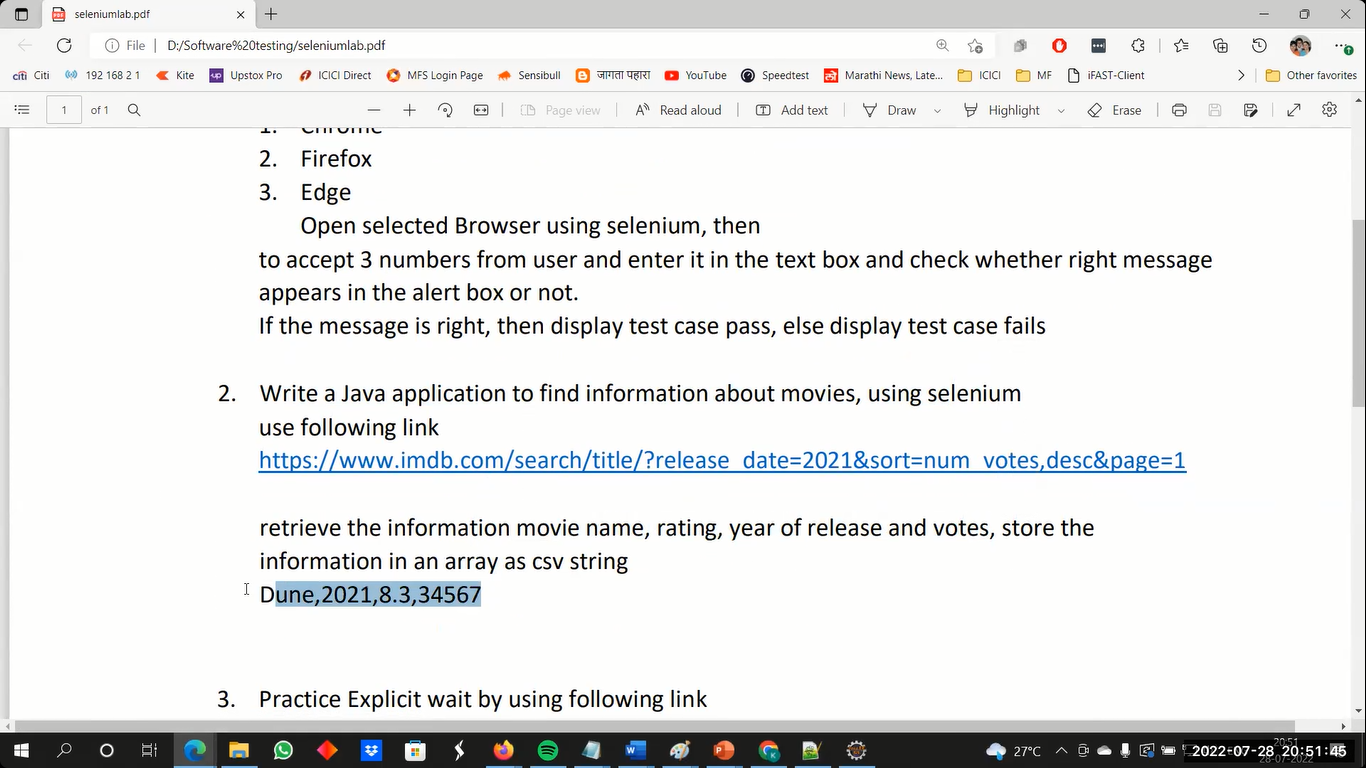 seleniumlab.pdf
File D:/Software%20testing/seleniumlab.pdf
Citi 192 168 2 1 Kite Upstox Pro ICICI Direct MFS Login Page Sensibull जागता पहारा YouTube Speedtest Marathi News, Late... ICICI MF iFAST-Client Other favorites
1 of 1 Page view Read aloud Add text Draw Highlight Erase
1. Chrome
2. Firefox
3. Edge
Open selected Browser using selenium, then
to accept 3 numbers from user and enter it in the text box and check whether right message
appears in the alert box or not.
If the message is right, then display test case pass, else display test case fails
2. Write a Java application to find information about movies, using selenium
use following link
https://www.imdb.com/search/title/?release_date=2021&sort=num_votes,desc&page=1
retrieve the information movie name, rating, year of release and votes, store the
information in an array as csv string
Dune,2021,8.3,34567
3. Practice Explicit wait by using following link
27°C
2022-07-28 20:51:45